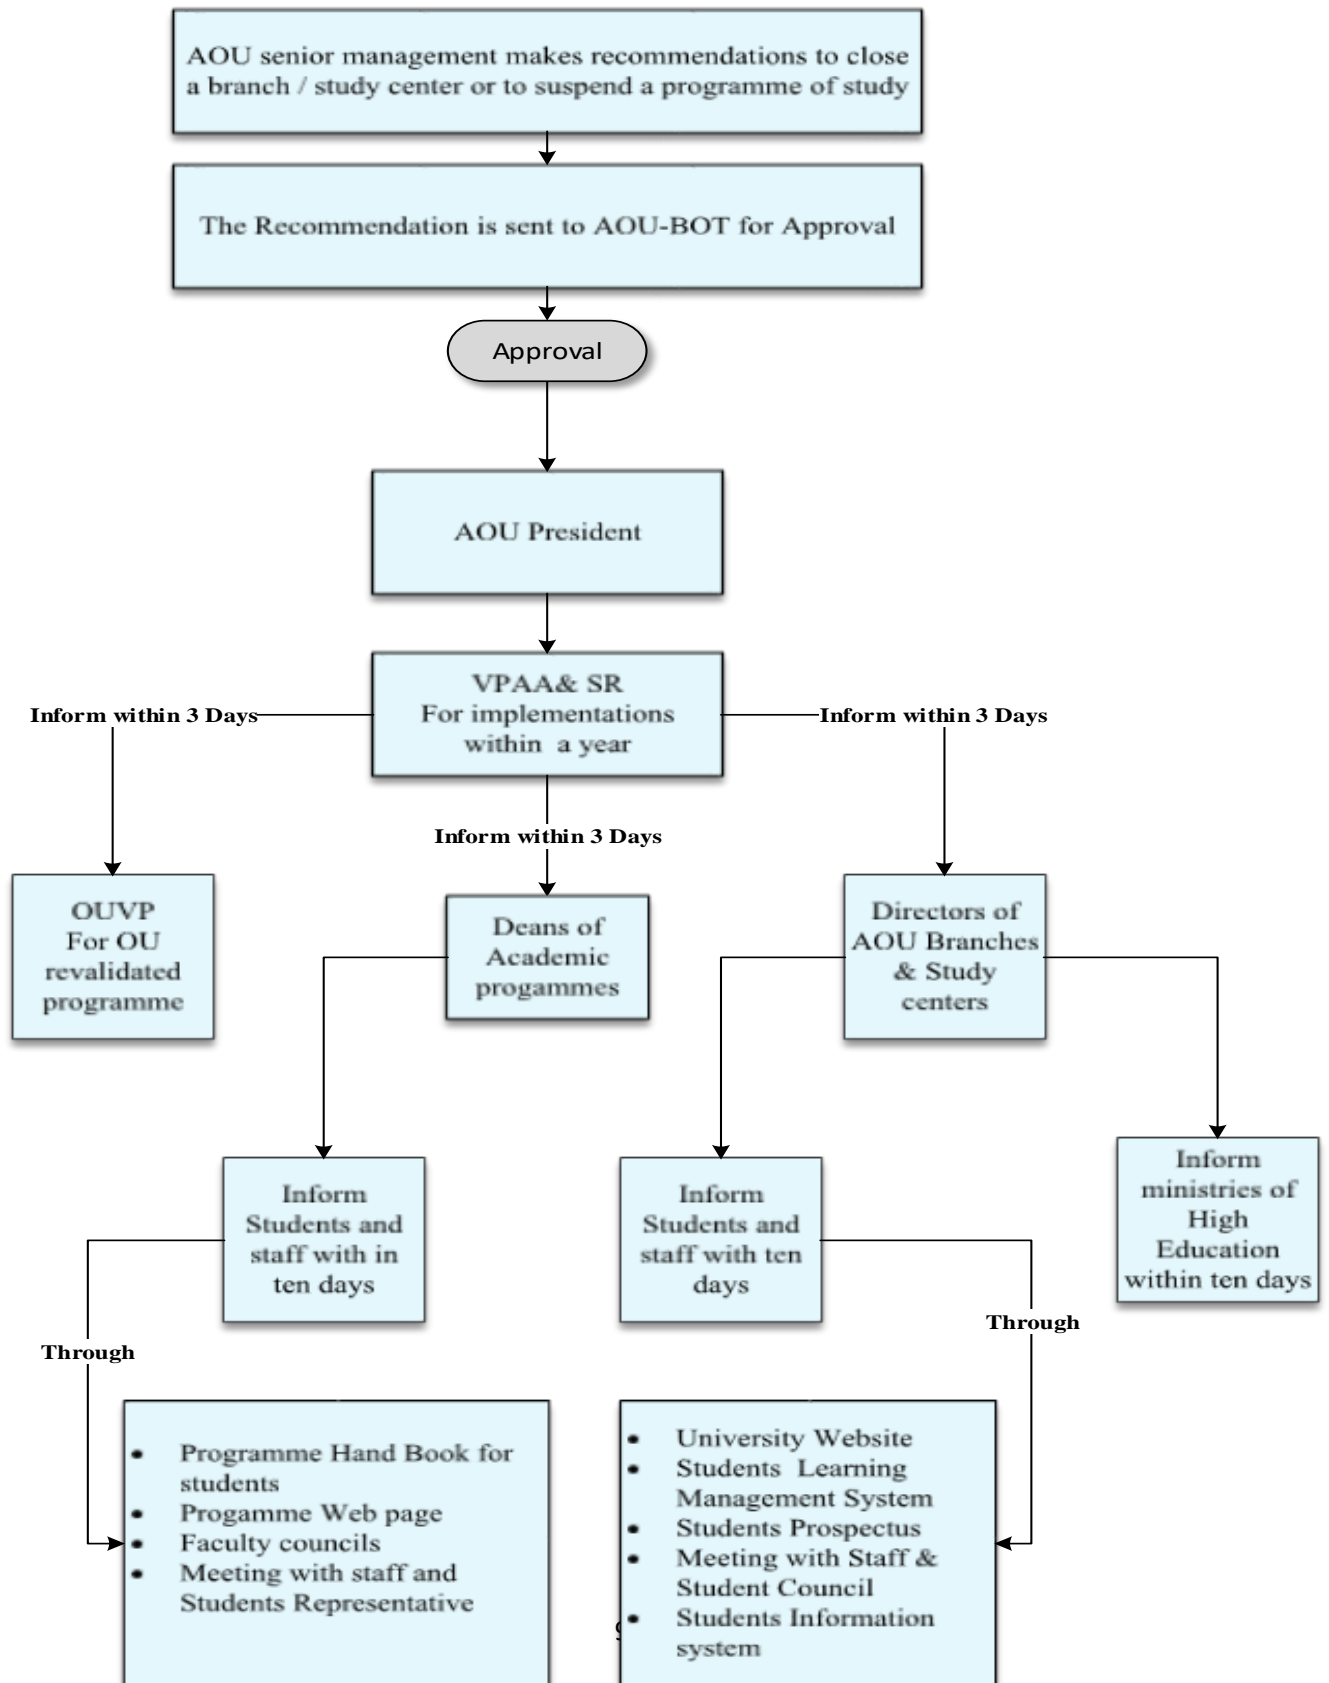 AOU senior management makes recommendations to close
a branch / study center or to suspend a programme of study
The Recommendation is sent to AOU-BOT for Approval
Approval
AOU President
VPAA& SR
For implementations
within a year
Inform within 3 Days
Inform within 3 Days
Inform within 3 Days
OUVP
For OU
revalidated
programme
Deans of
Academic
progammes
Directors of
AOU Branches
& Study
centers
Inform
Students and
staff with in
ten days
Inform
Students and
staff with ten
days
Inform
ministries of
High
Education
within ten days
Through
Through
• Programme Hand Book for
students
• Progamme Web page
• Faculty councils
• Meeting with staff and
Students Representative
• University Website
• Students Learning
Management System
• Students Prospectus
• Meeting with Staff &
Student Council
• Students Information
system